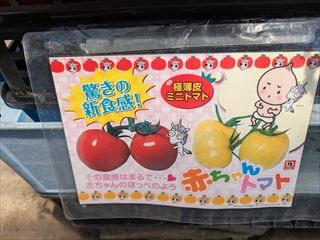 驚きの
新食感!
極薄皮
ミニトマト
その食感はまるで・・・
赤ちゃんのほっぺのよう
赤ちゃん
トマト